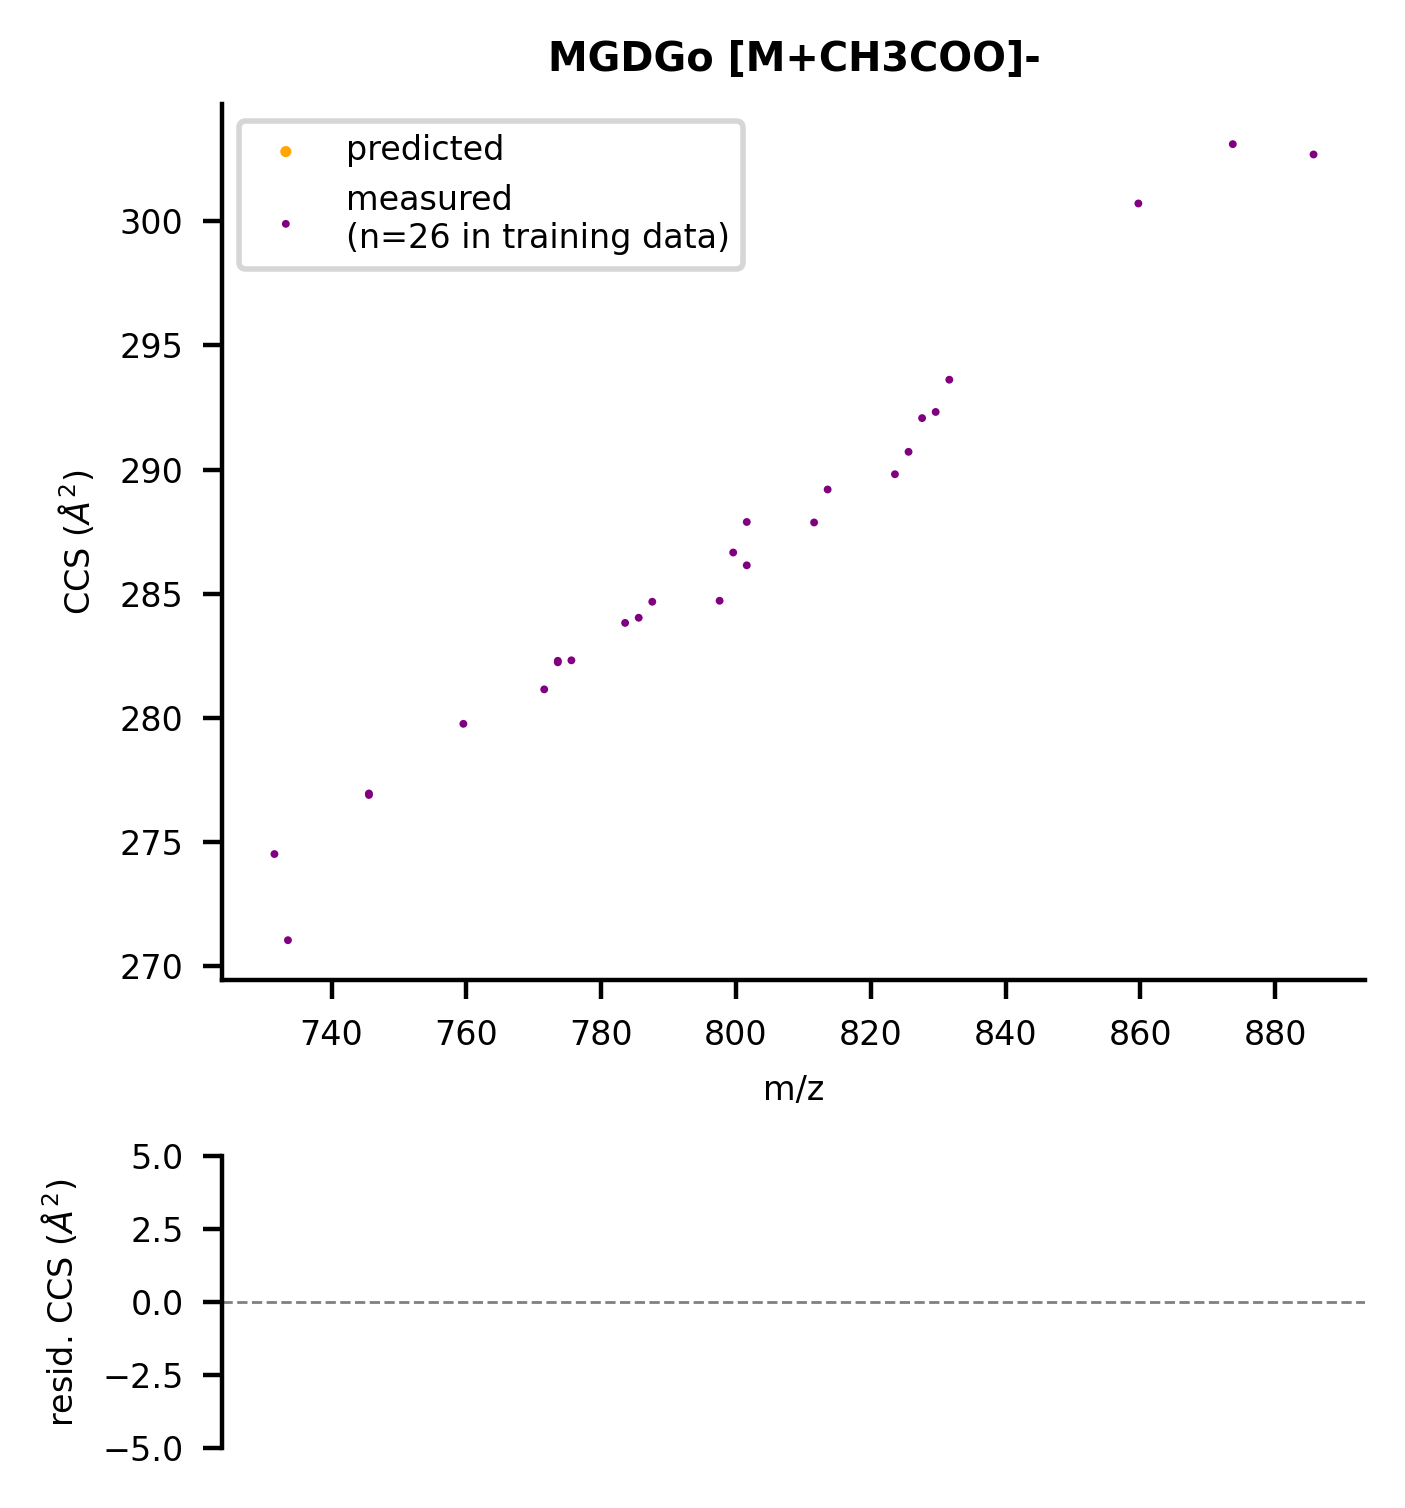 MGDGo [M+CH3COO]-
predicted
measured
(n=26 in training data)
300
295
290
285
280
275
270
CCS (Å²)
740 760 780 800 820 840 860 880
m/z
5.0
2.5
0.0
−2.5
−5.0
resid. CCS (Å²)